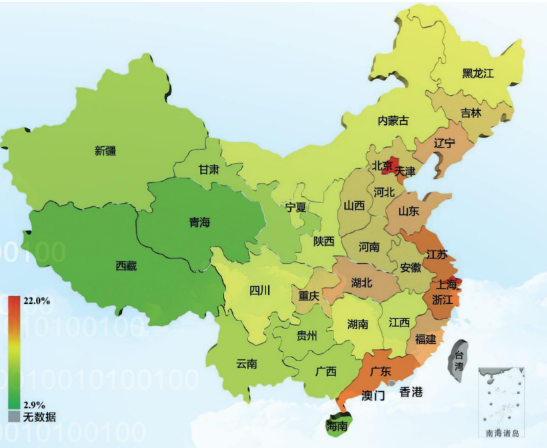 黑龙江
吉林
内蒙古
辽宁
新疆
北京
天津
甘肃
河北
宁夏
山西
山东
青海
陕西
河南
江苏
西藏
安徽
上海
四川
湖北
浙江
重庆
22.0%
湖南
江西
贵州
福建
台湾
云南
广西
广东
澳门
香港
2.9%
无数据
海南
南海诸岛
0100
10100100
010100100100